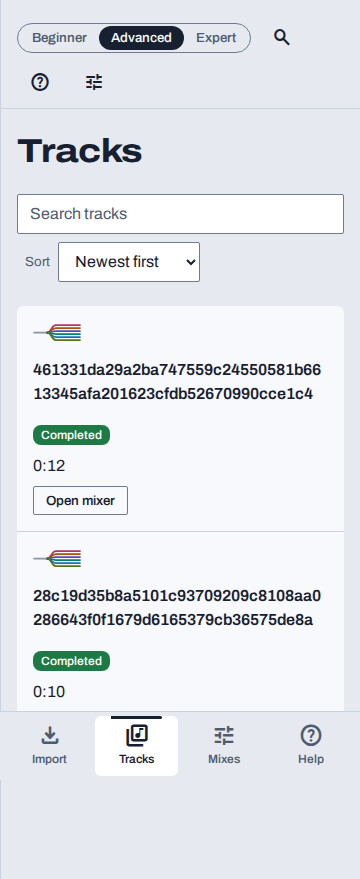 Beginner Advanced Expert
Tracks
Search tracks
Sort Newest first
461331da29a2ba747559c24550581b66
13345afa201623cfdb52670990cce1c4
Completed
0:12
Open mixer
28c19d35b8a5101c93709209c8108aa0
286643f0f1679d6165379cb36575de8a
Completed
0:10
Import Tracks Mixes Help